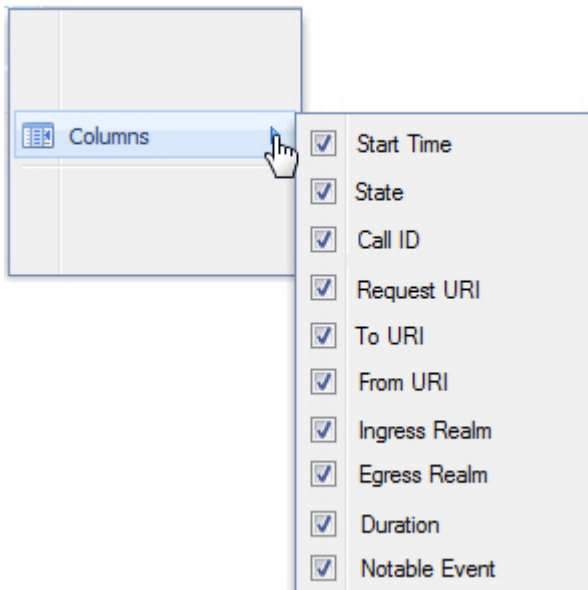 Columns
Start Time
State
Call ID
Request URI
To URI
From URI
Ingress Realm
Egress Realm
Duration
Notable Event